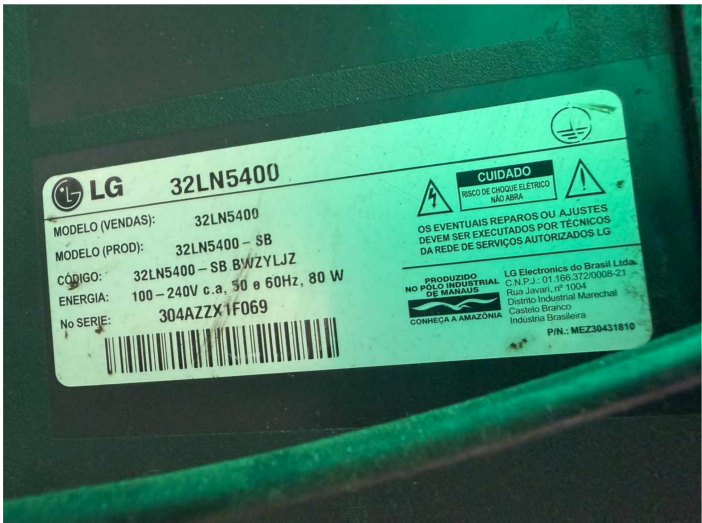 LG 32LN5400
MODELO (VENDAS): 32LN5400
MODELO (PROD): 32LN5400-SB
CÓDIGO: 32LN5400-SB BWZYLJZ
ENERGIA: 100-240V c.a, 50 e 60Hz, 80 W
No SERIE: 304AZZX1F069
CUIDADO
RISCO DE CHOQUE ELÉTRICO
NÃO ABRA
OS EVENTUAIS REPAROS OU AJUSTES
DEVEM SER EXECUTADOS POR TÉCNICOS
DA REDE DE SERVIÇOS AUTORIZADOS LG
PRODUZIDO
NO PÓLO INDUSTRIAL
DE MANAUS
CONHEÇA A AMAZÔNIA
LG Electronics do Brasil Ltda.
C.N.P.J.: 01.166.372/0008-21
Rua Javari, nº 1004
Distrito Industrial Marechal
Castelo Branco
Indústria Brasileira
P/N.: MEZ30431810